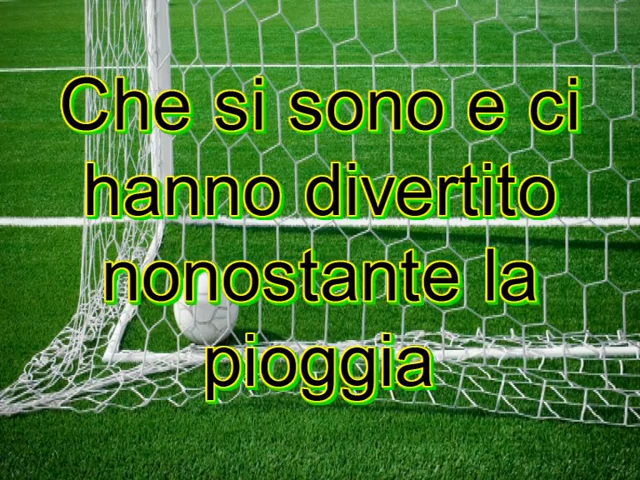 Che si sono e ci
hanno divertito
nonostante la
pioggia